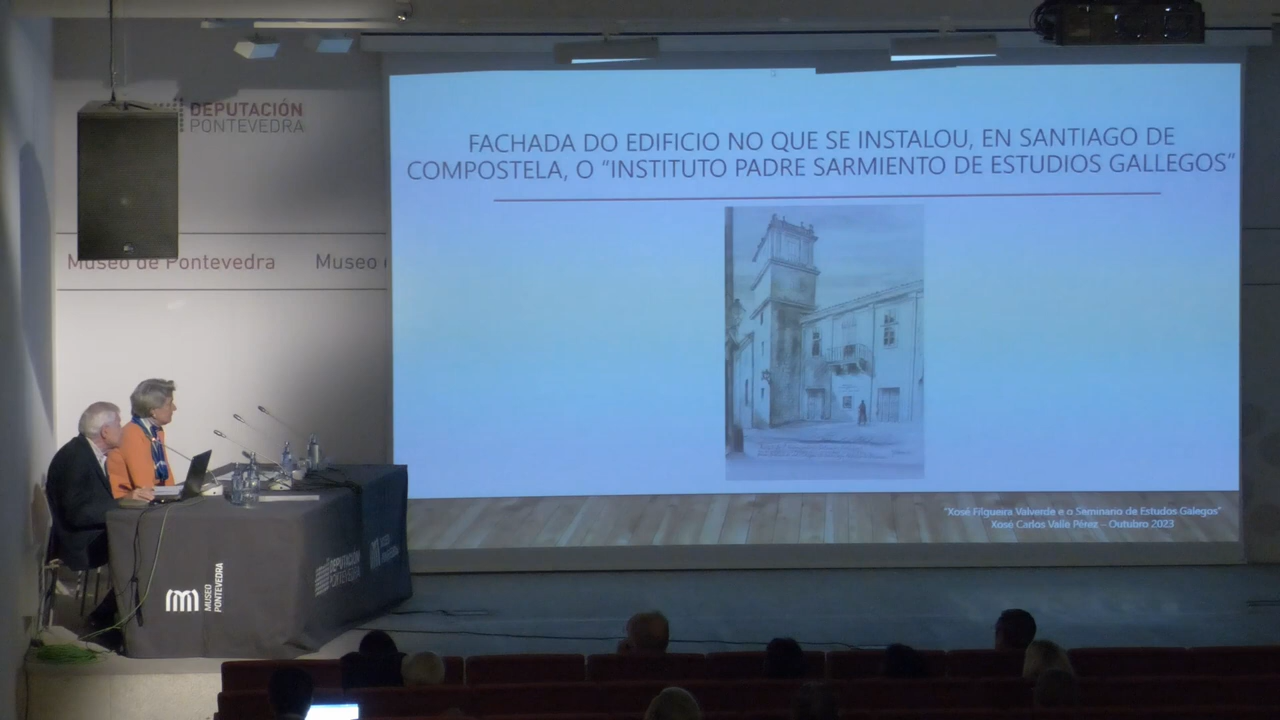 DEPUTACIÓN
PONTEVEDRA
Museo de Pontevedra
Museo
FACHADA DO EDIFICIO NO QUE SE INSTALOU, EN SANTIAGO DE
COMPOSTELA, O “INSTITUTO PADRE SARMIENTO DE ESTUDIOS GALLEGOS”
“Xosé Filgueira Valverde e o Seminario de Estudos Galegos”
Xosé Carlos Valle Pérez – Outubro 2023
MUSEO
PONTEVEDRA
DEPUTACIÓN
PONTEVEDRA